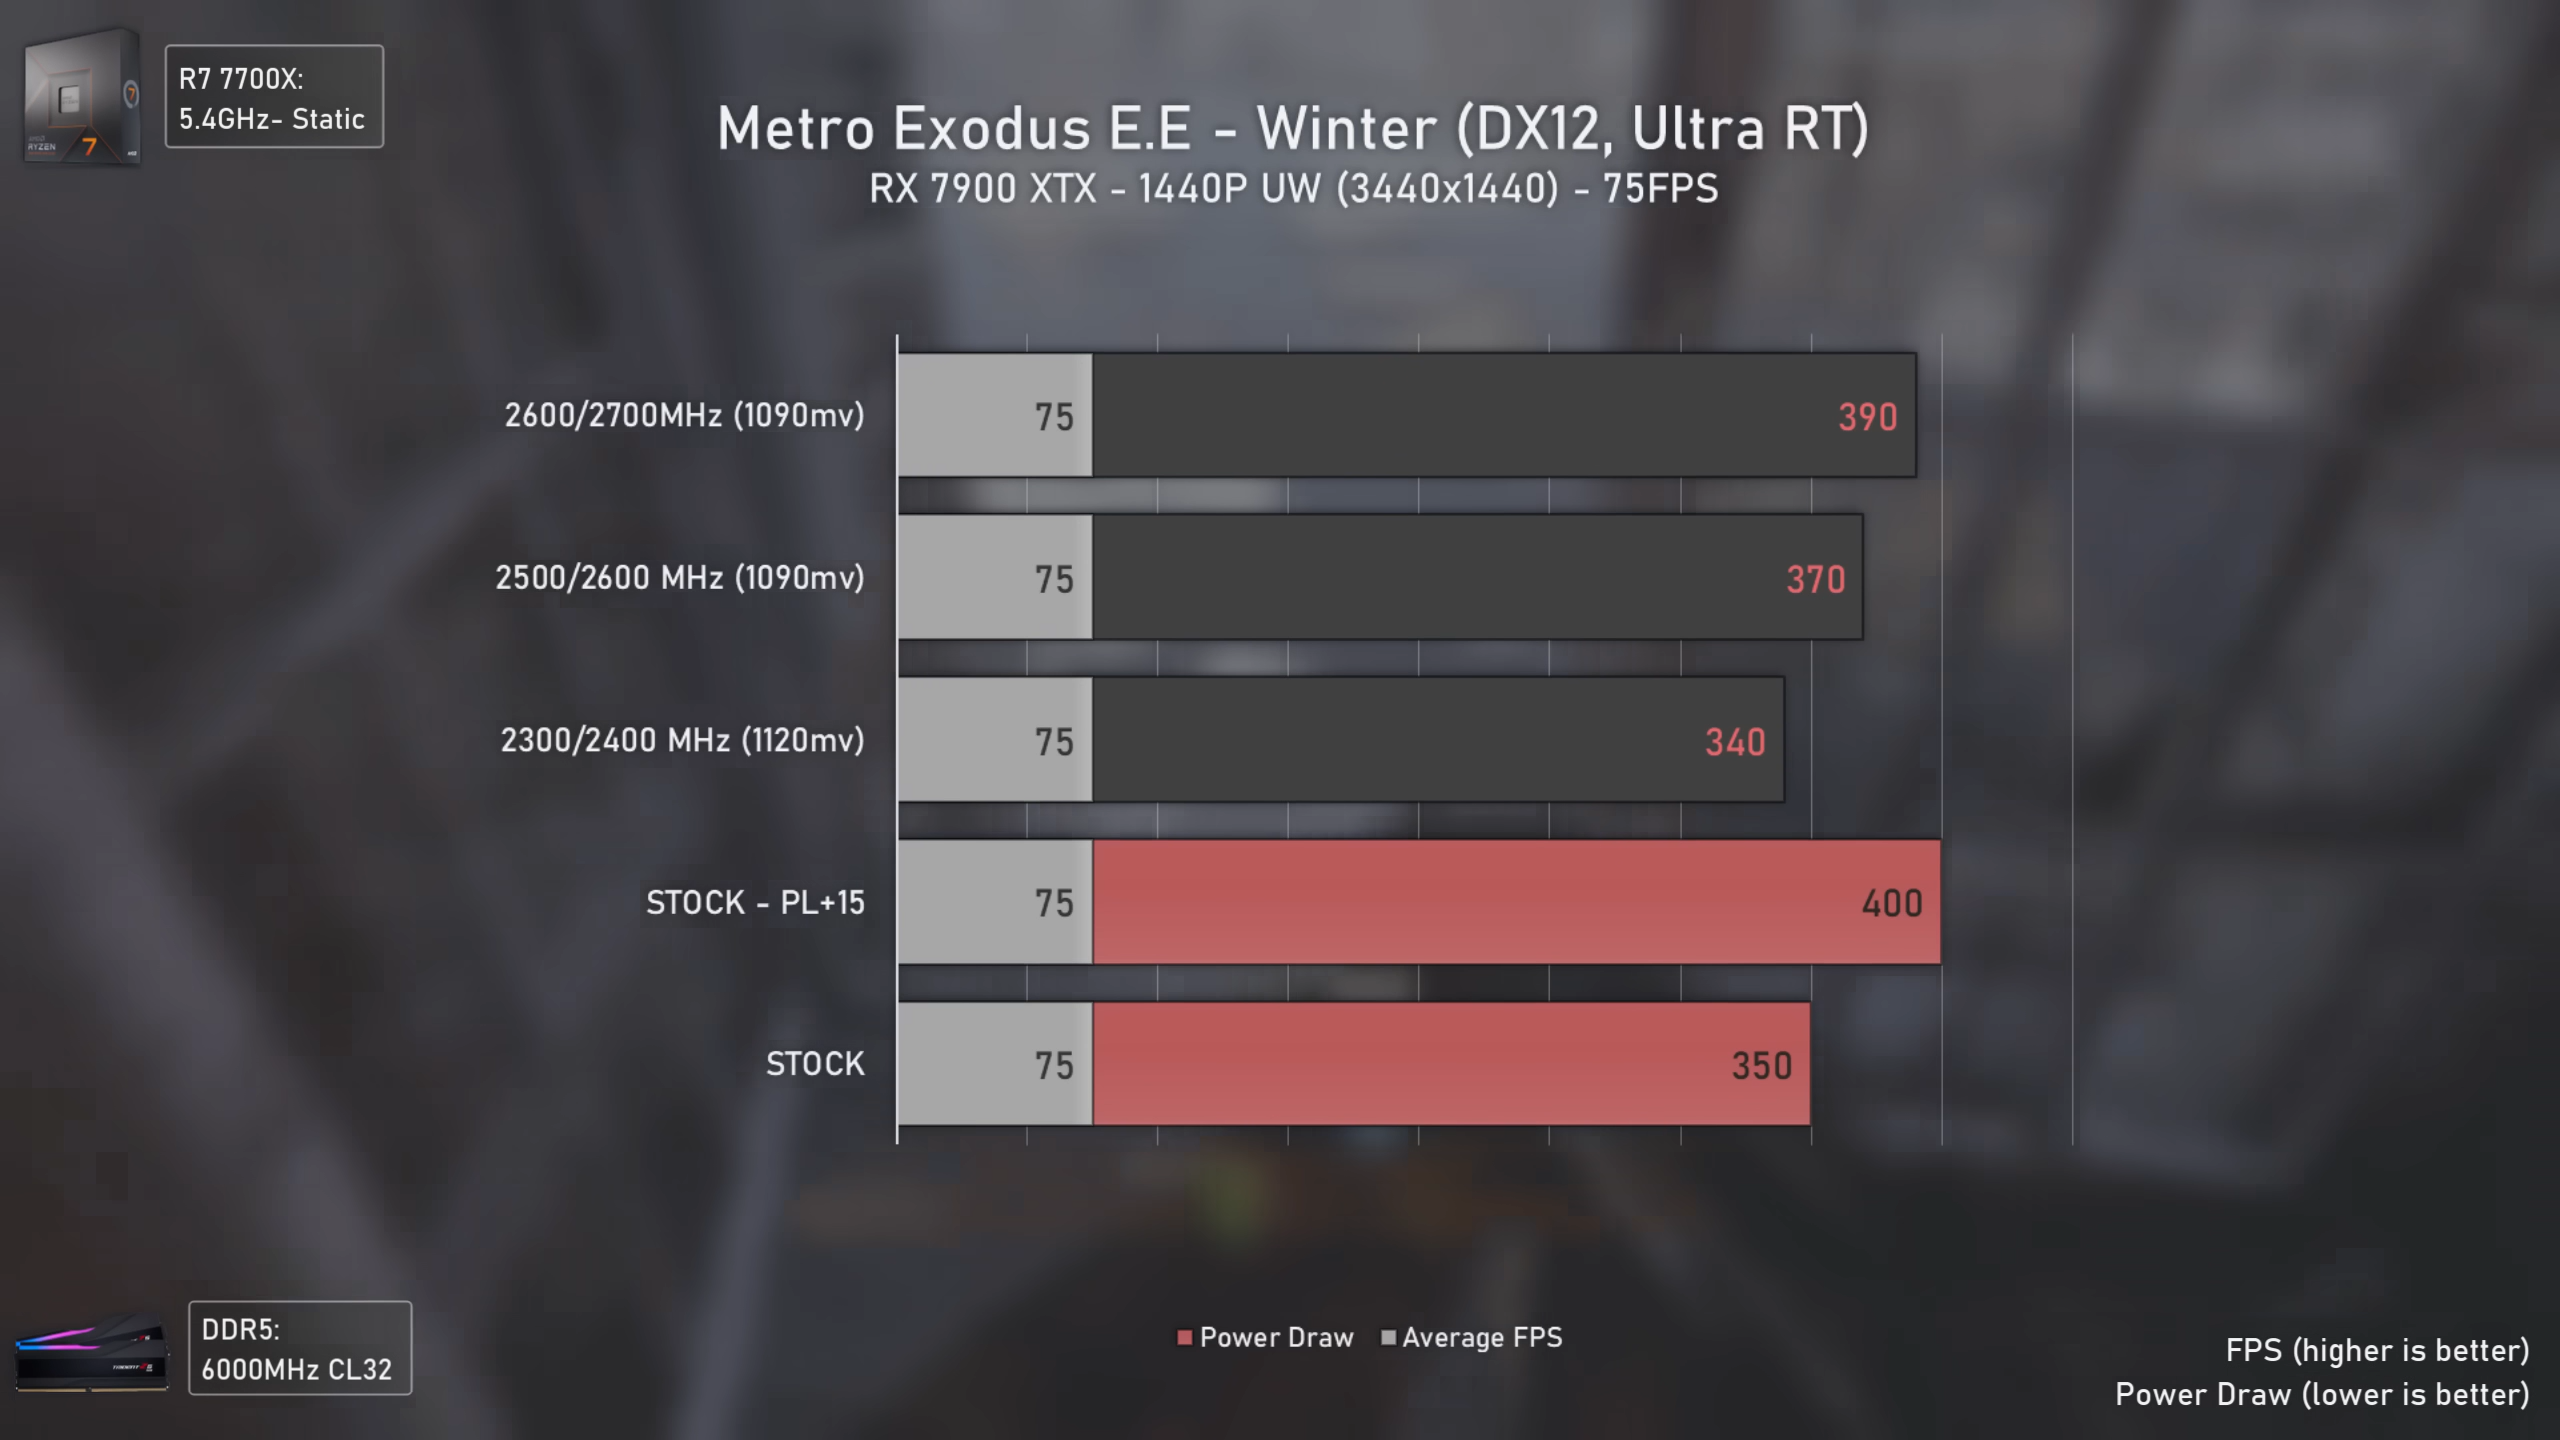 R7 7700X:
5.4GHz- Static
RYZEN 7
7
Metro Exodus E.E - Winter (DX12, Ultra RT)
RX 7900 XTX - 1440P UW (3440x1440) - 75FPS
2600/2700MHz (1090mv) 75 390
2500/2600 MHz (1090mv) 75 370
2300/2400 MHz (1120mv) 75 340
STOCK - PL+15 75 400
STOCK 75 350
Power Draw Average FPS
DDR5:
6000MHz CL32
FPS (higher is better)
Power Draw (lower is better)